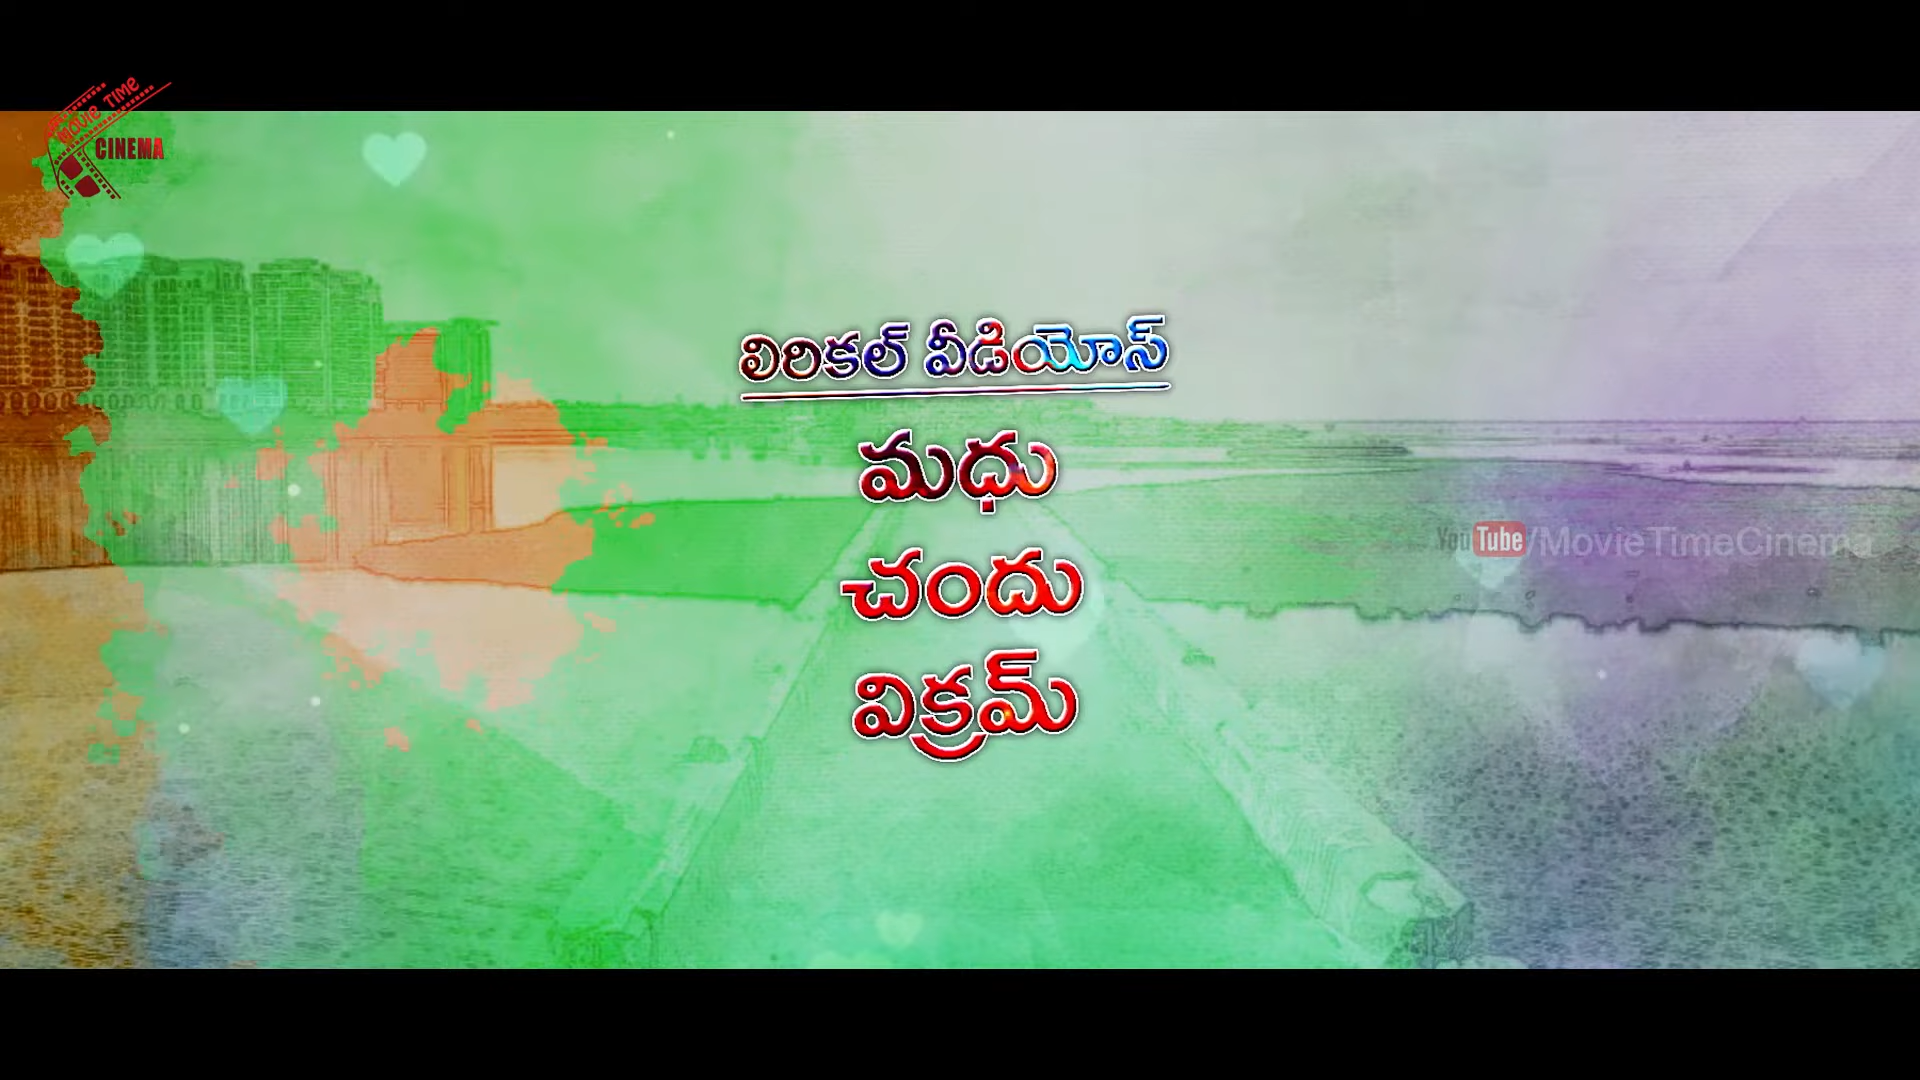 MOVIE TIME
CINEMA
లిరికల్ వీడియోస్
మధు
చందు
విక్రమ్
YouTube/MovieTimeCinema